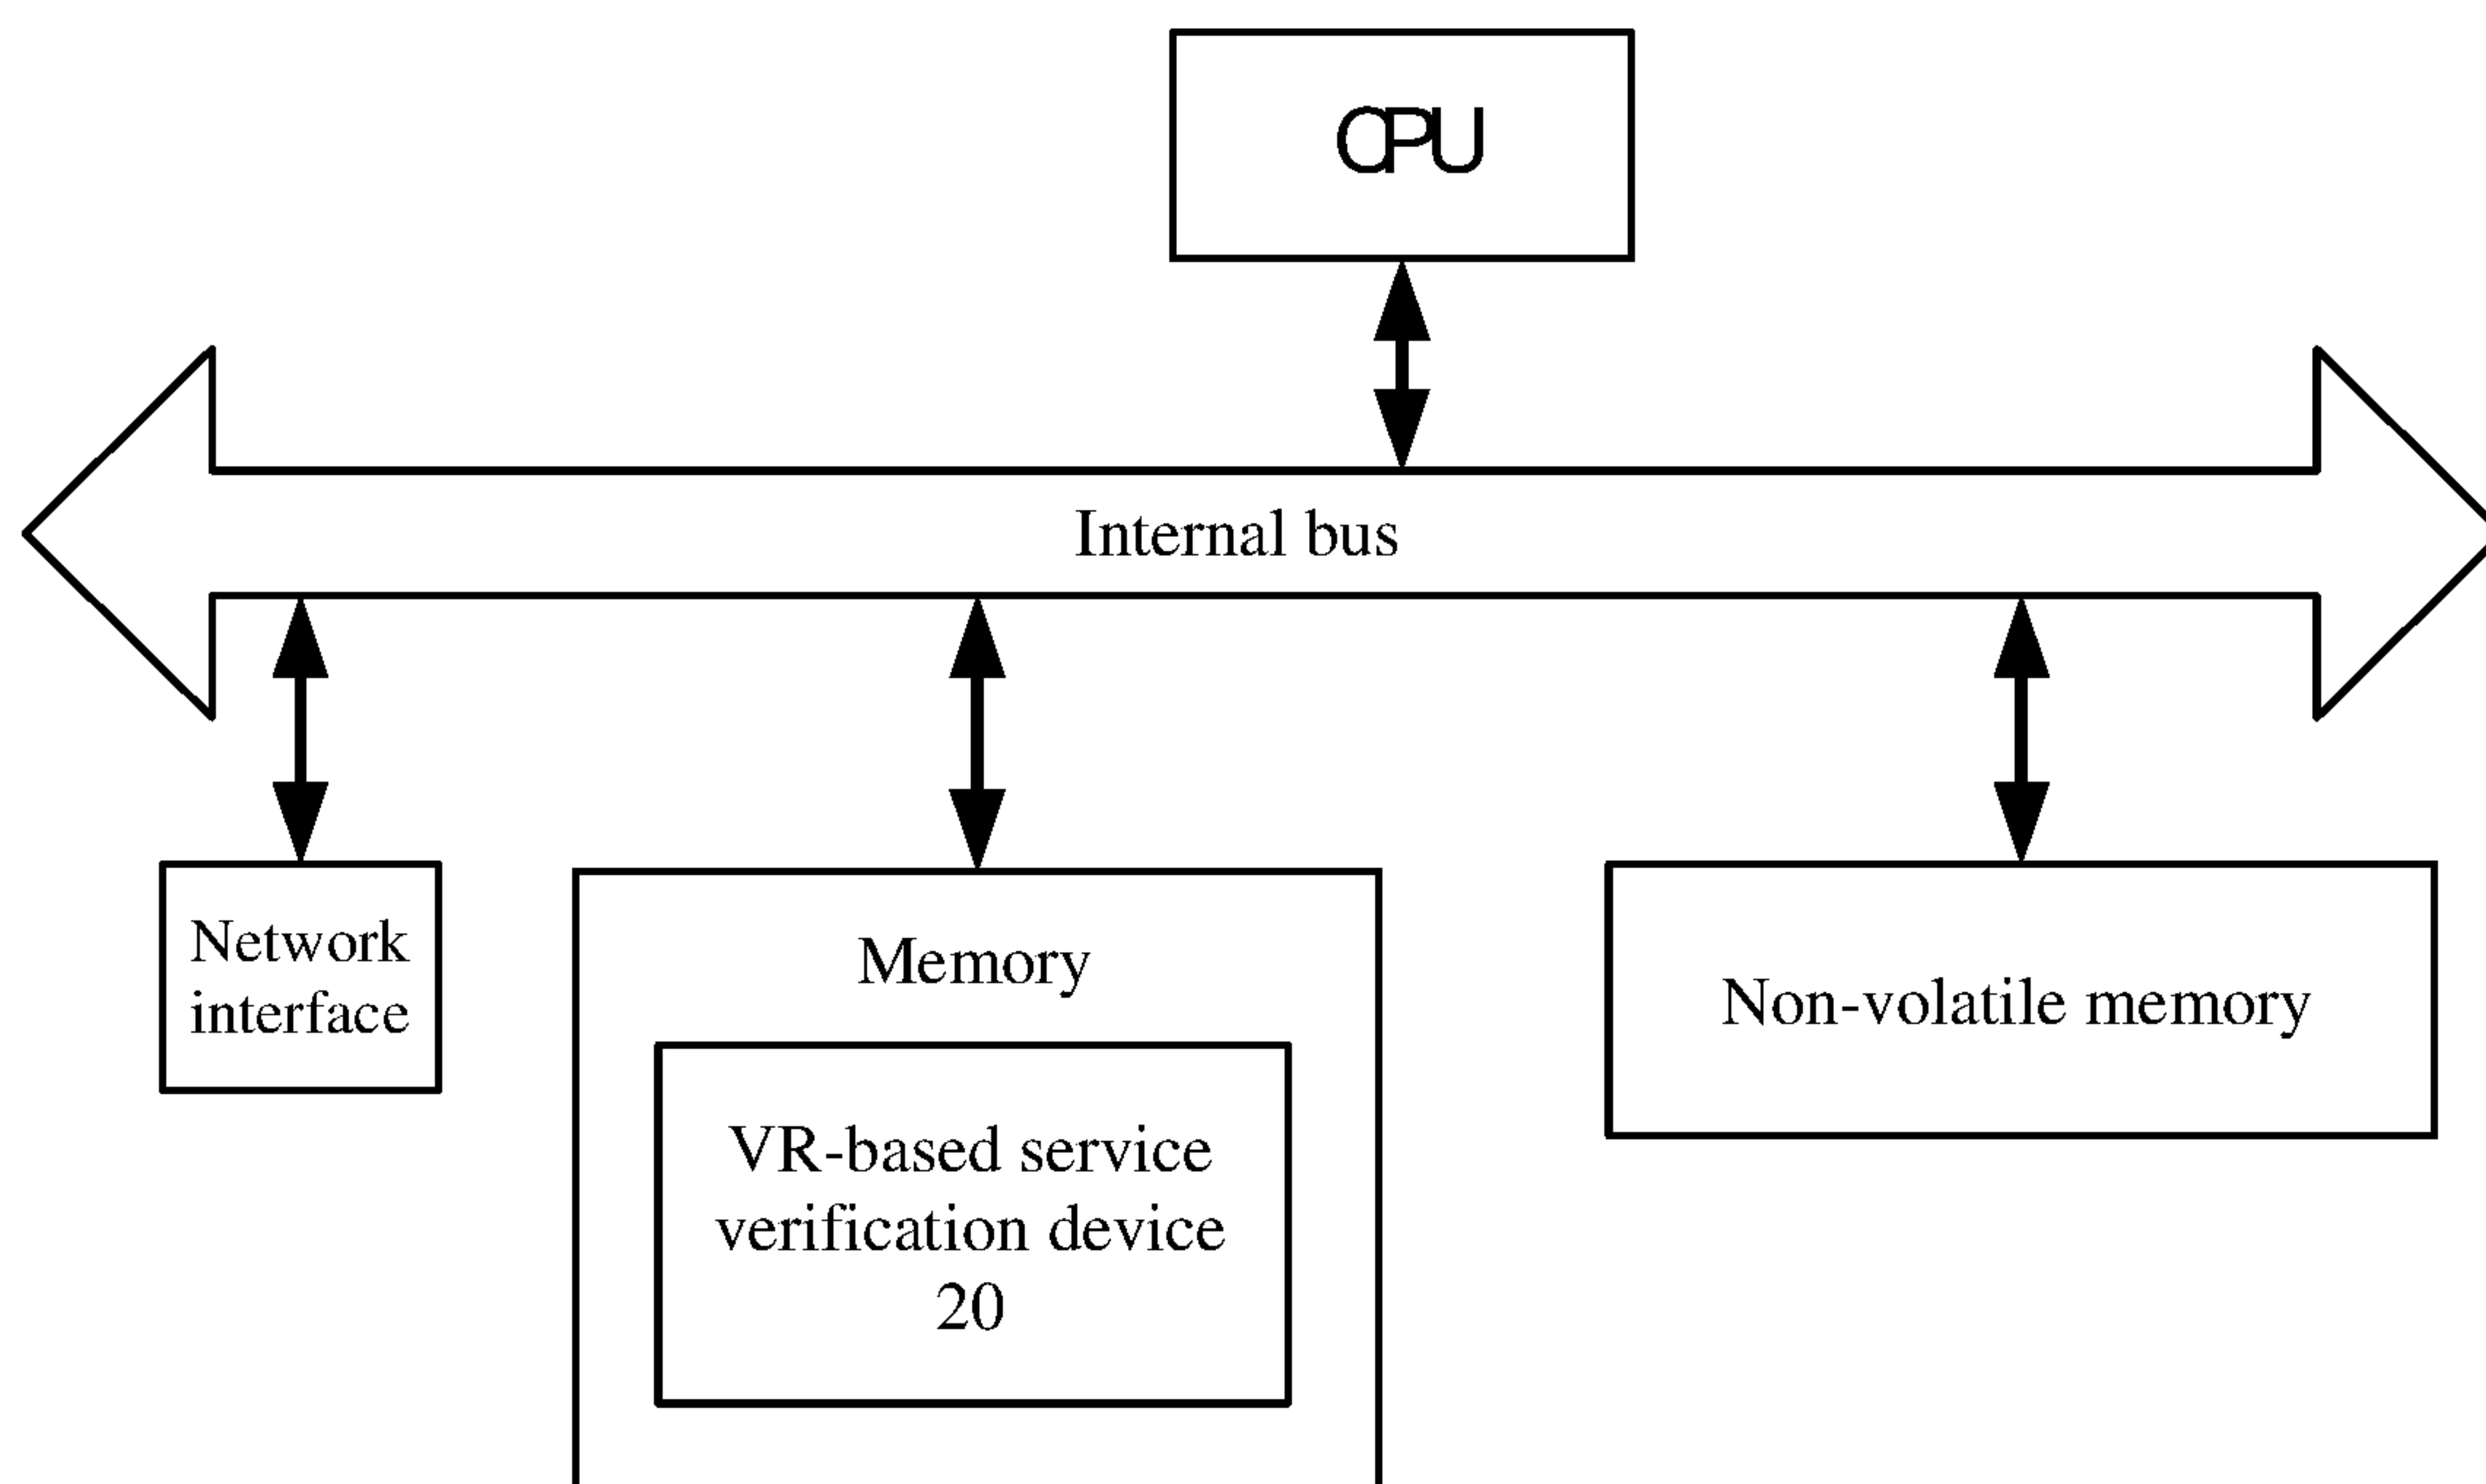 CPU
Internal bus
Network
interface
Memory
VR-based service
verification device
20
Non-volatile memory